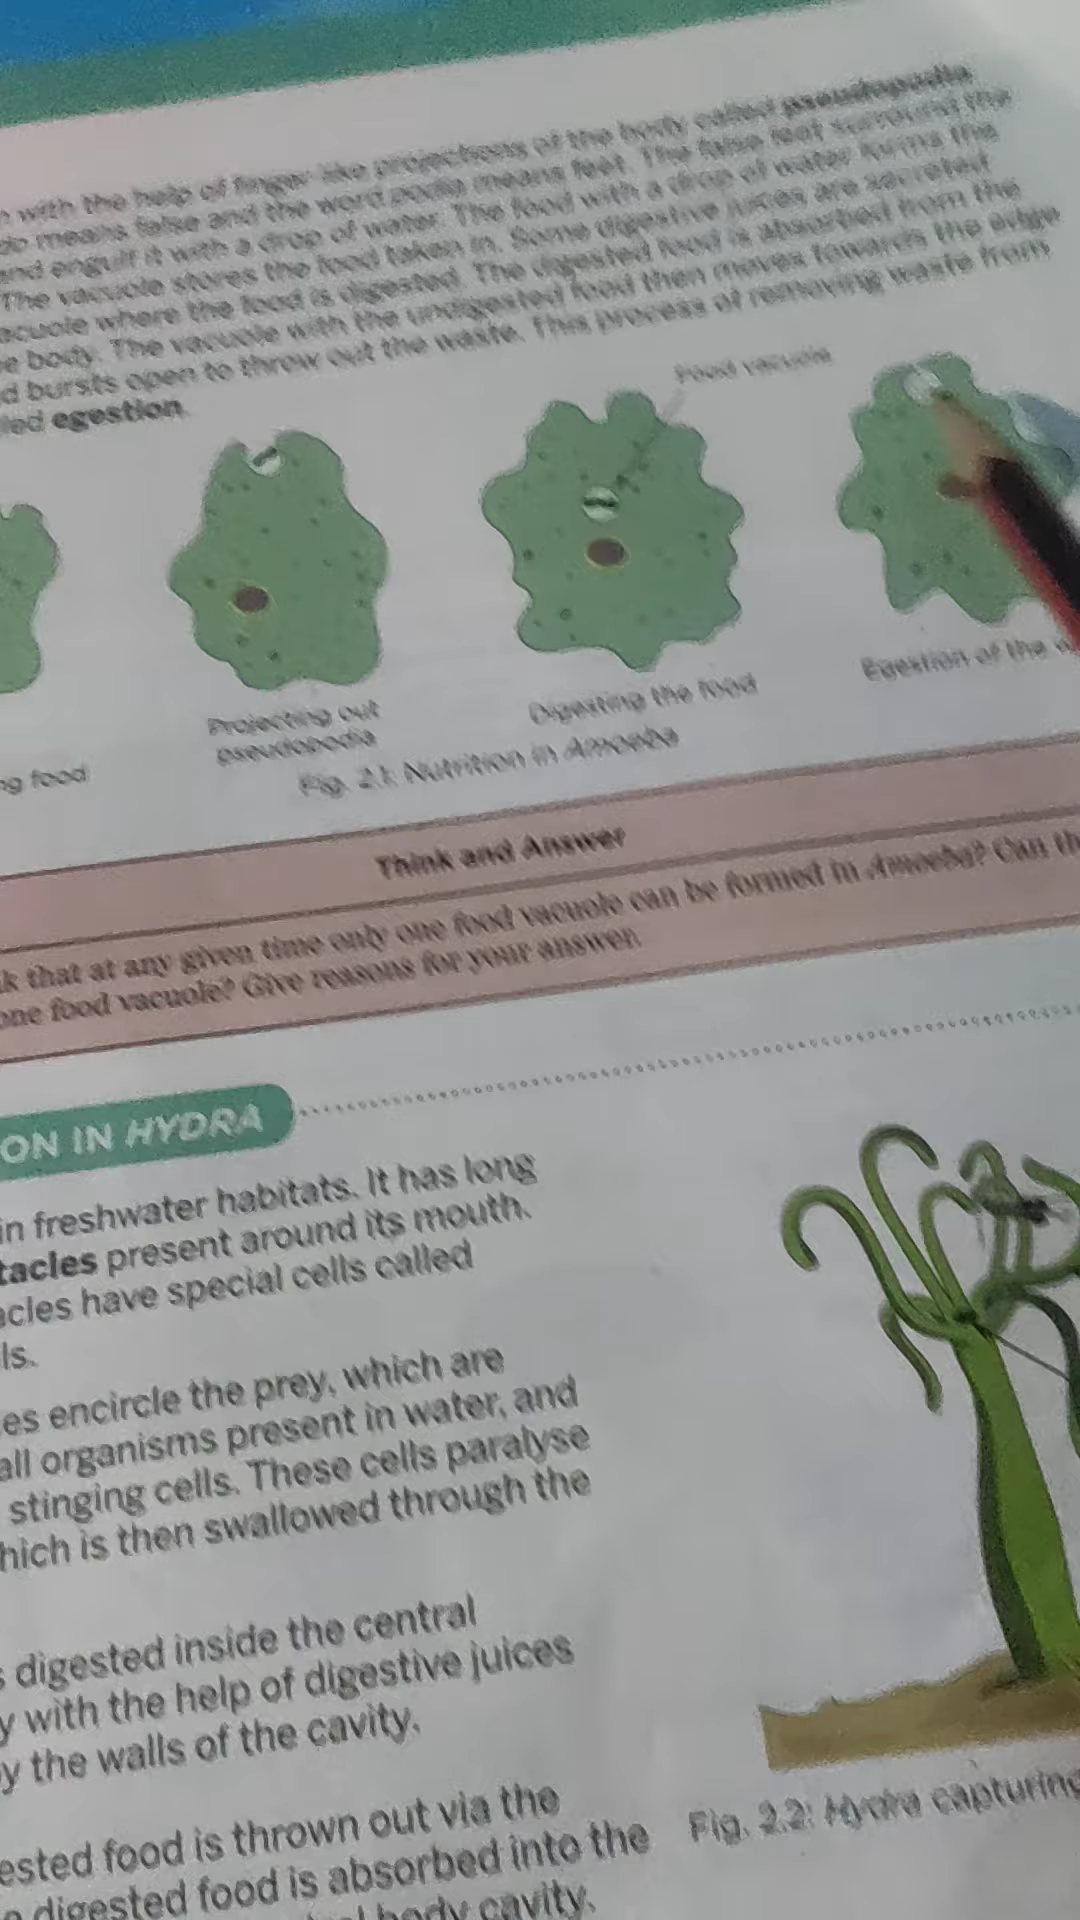 with the help of finger-like projections of the body called pseudopodia
means false and the word podia means feet. The false feet surround the
and engulf it with a drop of water. The food with a drop of water forms the
The vacuole stores the food taken in. Some digestive juices are secreted
acuole where the food is digested. The digested food is absorbed from the
e body. The vacuole with the undigested food then moves towards the edge
d bursts open to throw out the waste. This process of removing waste from
led egestion.
Food vacuole
ng food
Projecting out
pseudopodia
Digesting the food
Egestion of the
Fig. 2.1: Nutrition in Amoeba
Think and Answer
k that at any given time only one food vacuole can be formed in Amoeba? Can th
one food vacuole? Give reasons for your answer.
ON IN HYDRA
in freshwater habitats. It has long
tacles present around its mouth.
acles have special cells called
ls.
es encircle the prey, which are
all organisms present in water, and
stinging cells. These cells paralyse
hich is then swallowed through the
s digested inside the central
y with the help of digestive juices
y the walls of the cavity.
ested food is thrown out via the
digested food is absorbed into the
body cavity.
Fig. 2.2: Hydra capturing